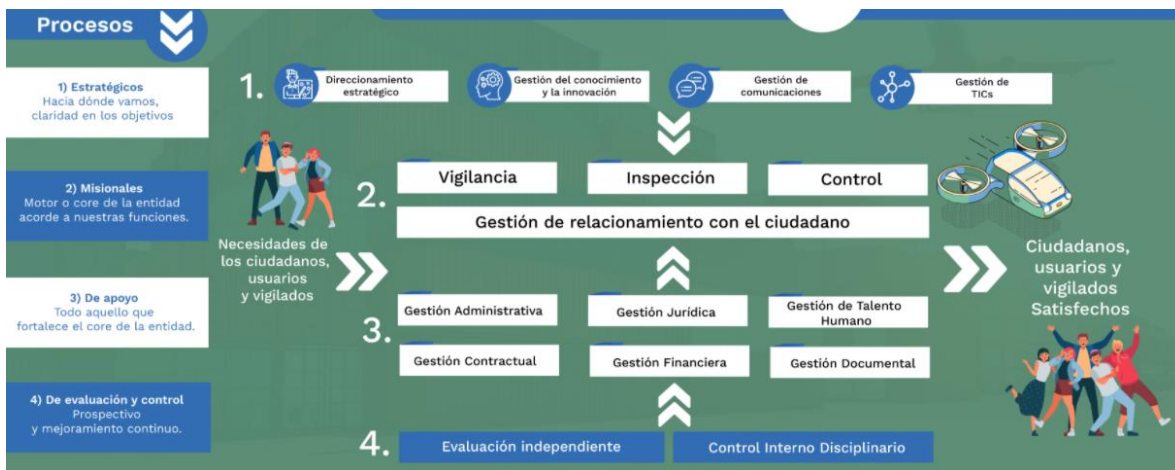 Procesos
1) Estratégicos
Hacia dónde vamos,
claridad en los objetivos
2) Misionales
Motor o core de la entidad
acorde a nuestras funciones.
3) De apoyo
Todo aquello que
fortalece el core de la entidad.
4) De evaluación y control
Prospectivo
y mejoramiento continuo.
1.
Direccionamiento
estratégico
Gestión del conocimiento
y la innovación
Gestión de
comunicaciones
Gestión de
TICs
Necesidades de
los ciudadanos,
usuarios
y vigilados
2.
Vigilancia
Inspección
Control
Gestión de relacionamiento con el ciudadano
3.
Gestión Administrativa
Gestión Jurídica
Gestión de Talento
Humano
Gestión Contractual
Gestión Financiera
Gestión Documental
4.
Evaluación independiente
Control Interno Disciplinario
Ciudadanos,
usuarios y
vigilados
Satisfechos